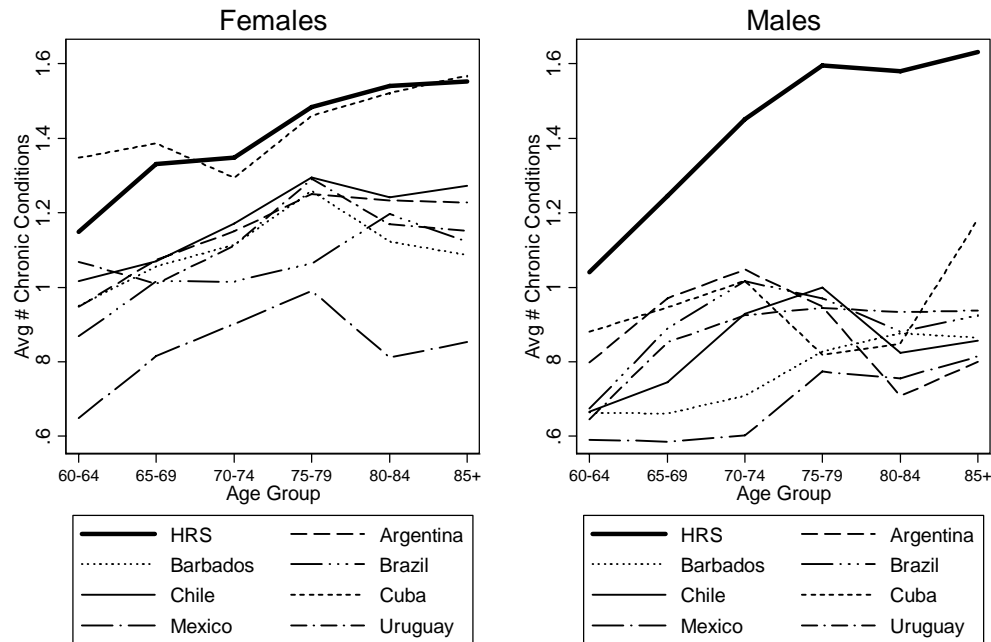 Females
Avg # Chronic Conditions
1.6
1.4
1.2
1
.8
.6
60-64 65-69 70-74 75-79 80-84 85+
Age Group
HRS Argentina
Barbados Brazil
Chile Cuba
Mexico Uruguay
Males
Avg # Chronic Conditions
1.6
1.4
1.2
1
.8
.6
60-64 65-69 70-74 75-79 80-84 85+
Age Group
HRS Argentina
Barbados Brazil
Chile Cuba
Mexico Uruguay